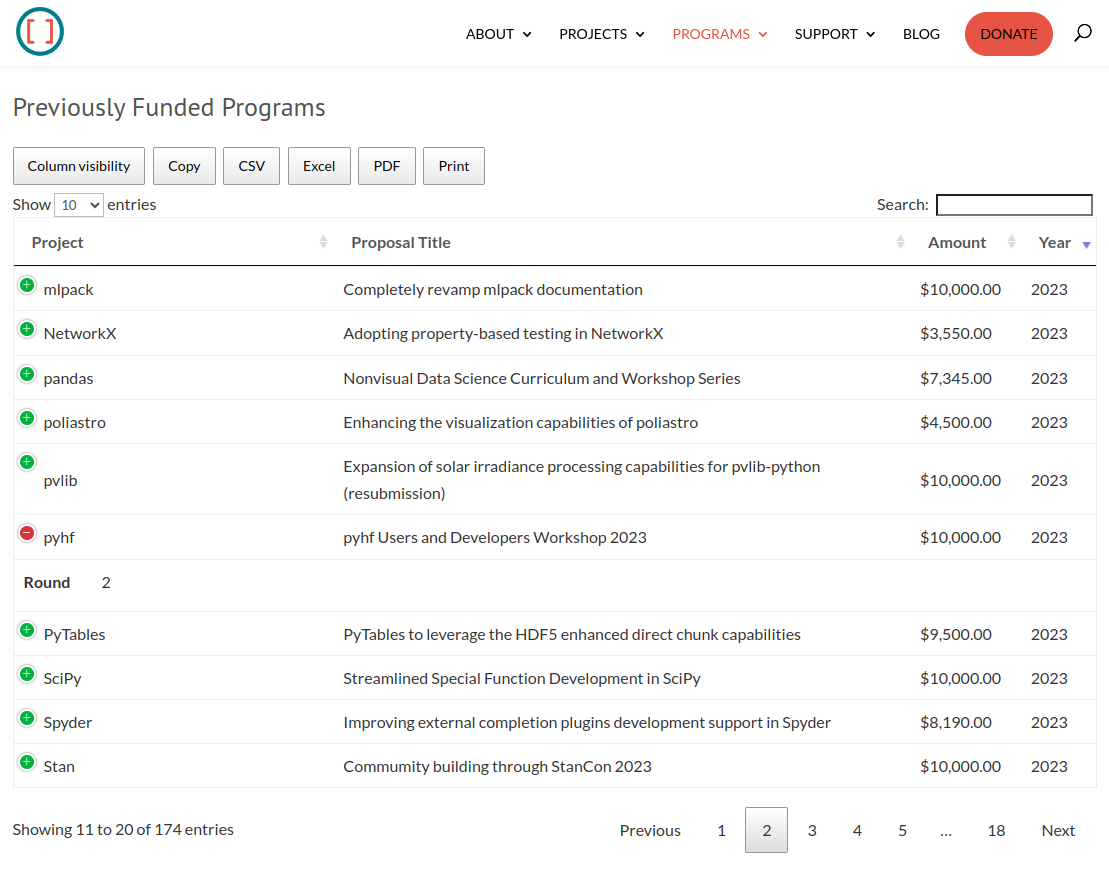 [ ]
ABOUT PROJECTS PROGRAMS SUPPORT BLOG DONATE
Previously Funded Programs
Column visibility Copy CSV Excel PDF Print
Show 10 entries Search:
Project Proposal Title Amount Year
mlpack Completely revamp mlpack documentation $10,000.00 2023
NetworkX Adopting property-based testing in NetworkX $3,550.00 2023
pandas Nonvisual Data Science Curriculum and Workshop Series $7,345.00 2023
poliastro Enhancing the visualization capabilities of poliastro $4,500.00 2023
pvlib Expansion of solar irradiance processing capabilities for pvlib-python
(resubmission) $10,000.00 2023
pyhf pyhf Users and Developers Workshop 2023 $10,000.00 2023
Round 2
PyTables PyTables to leverage the HDF5 enhanced direct chunk capabilities $9,500.00 2023
SciPy Streamlined Special Function Development in SciPy $10,000.00 2023
Spyder Improving external completion plugins development support in Spyder $8,190.00 2023
Stan Commumity building through StanCon 2023 $10,000.00 2023
Showing 11 to 20 of 174 entries Previous 1 2 3 4 5 … 18 Next